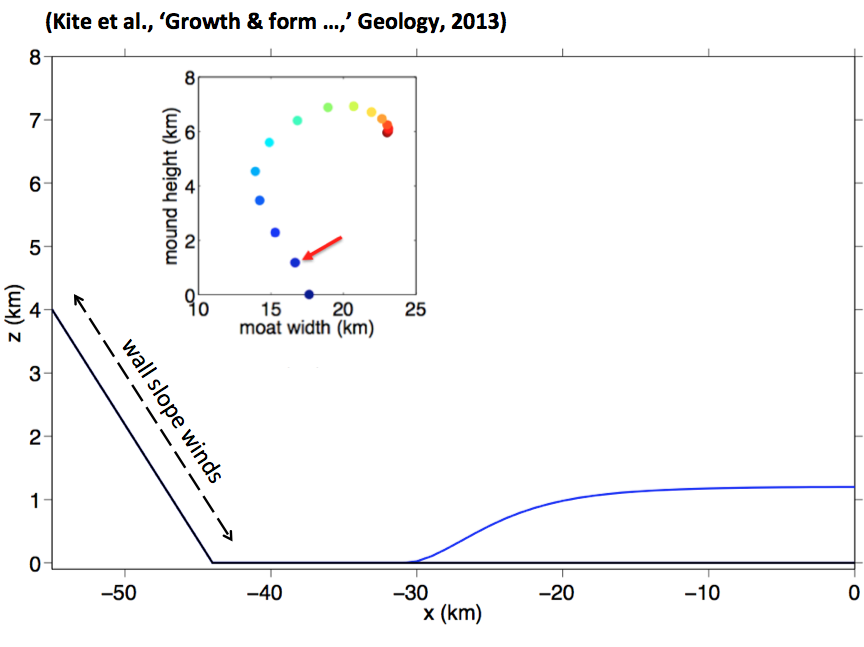 (Kite et al., ‘Growth & form ...,’ Geology, 2013)
8
7
6
5
4
3
2
1
0
z (km)
8
6
4
2
0
mound height (km)
10 15 20 25
moat width (km)
wall slope winds
−50 −40 −30 −20 −10 0
x (km)